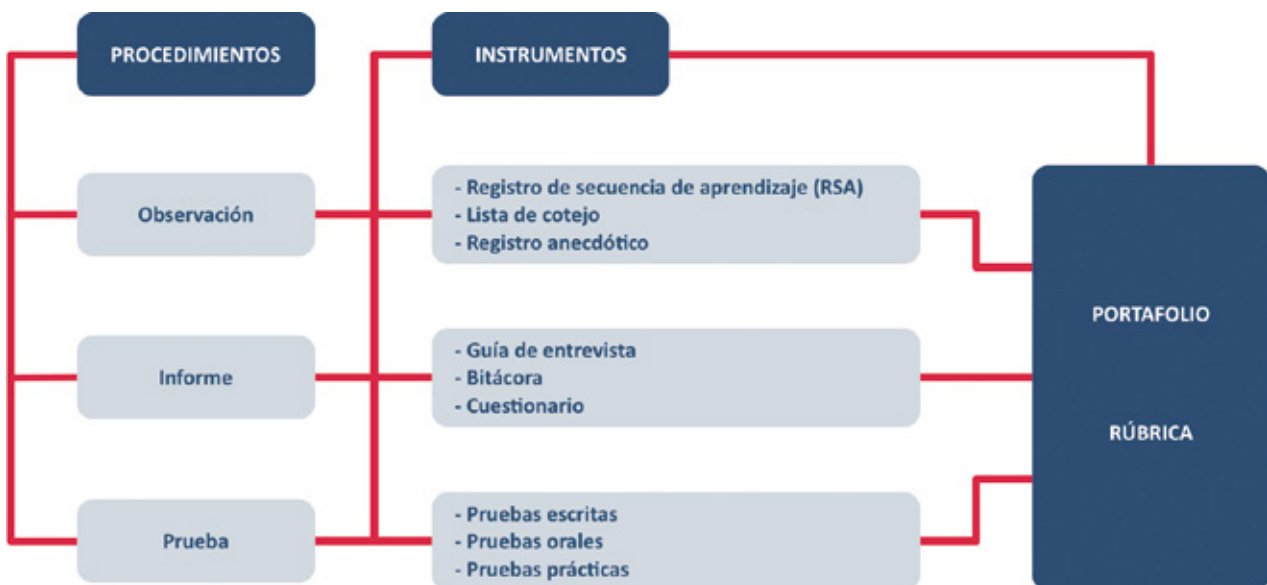 PROCEDIMIENTOS
INSTRUMENTOS
Observación
- Registro de secuencia de aprendizaje (RSA)
- Lista de cotejo
- Registro anecdótico
Informe
- Guía de entrevista
- Bitácora
- Cuestionario
Prueba
- Pruebas escritas
- Pruebas orales
- Pruebas prácticas
PORTAFOLIO
RÚBRICA